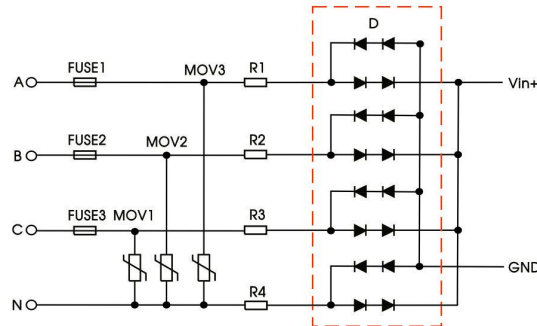 D
FUSE1 MOV3 R1
A Vin+
FUSE2 MOV2 R2
B
FUSE3 MOV1 R3
C
R4 GND
N